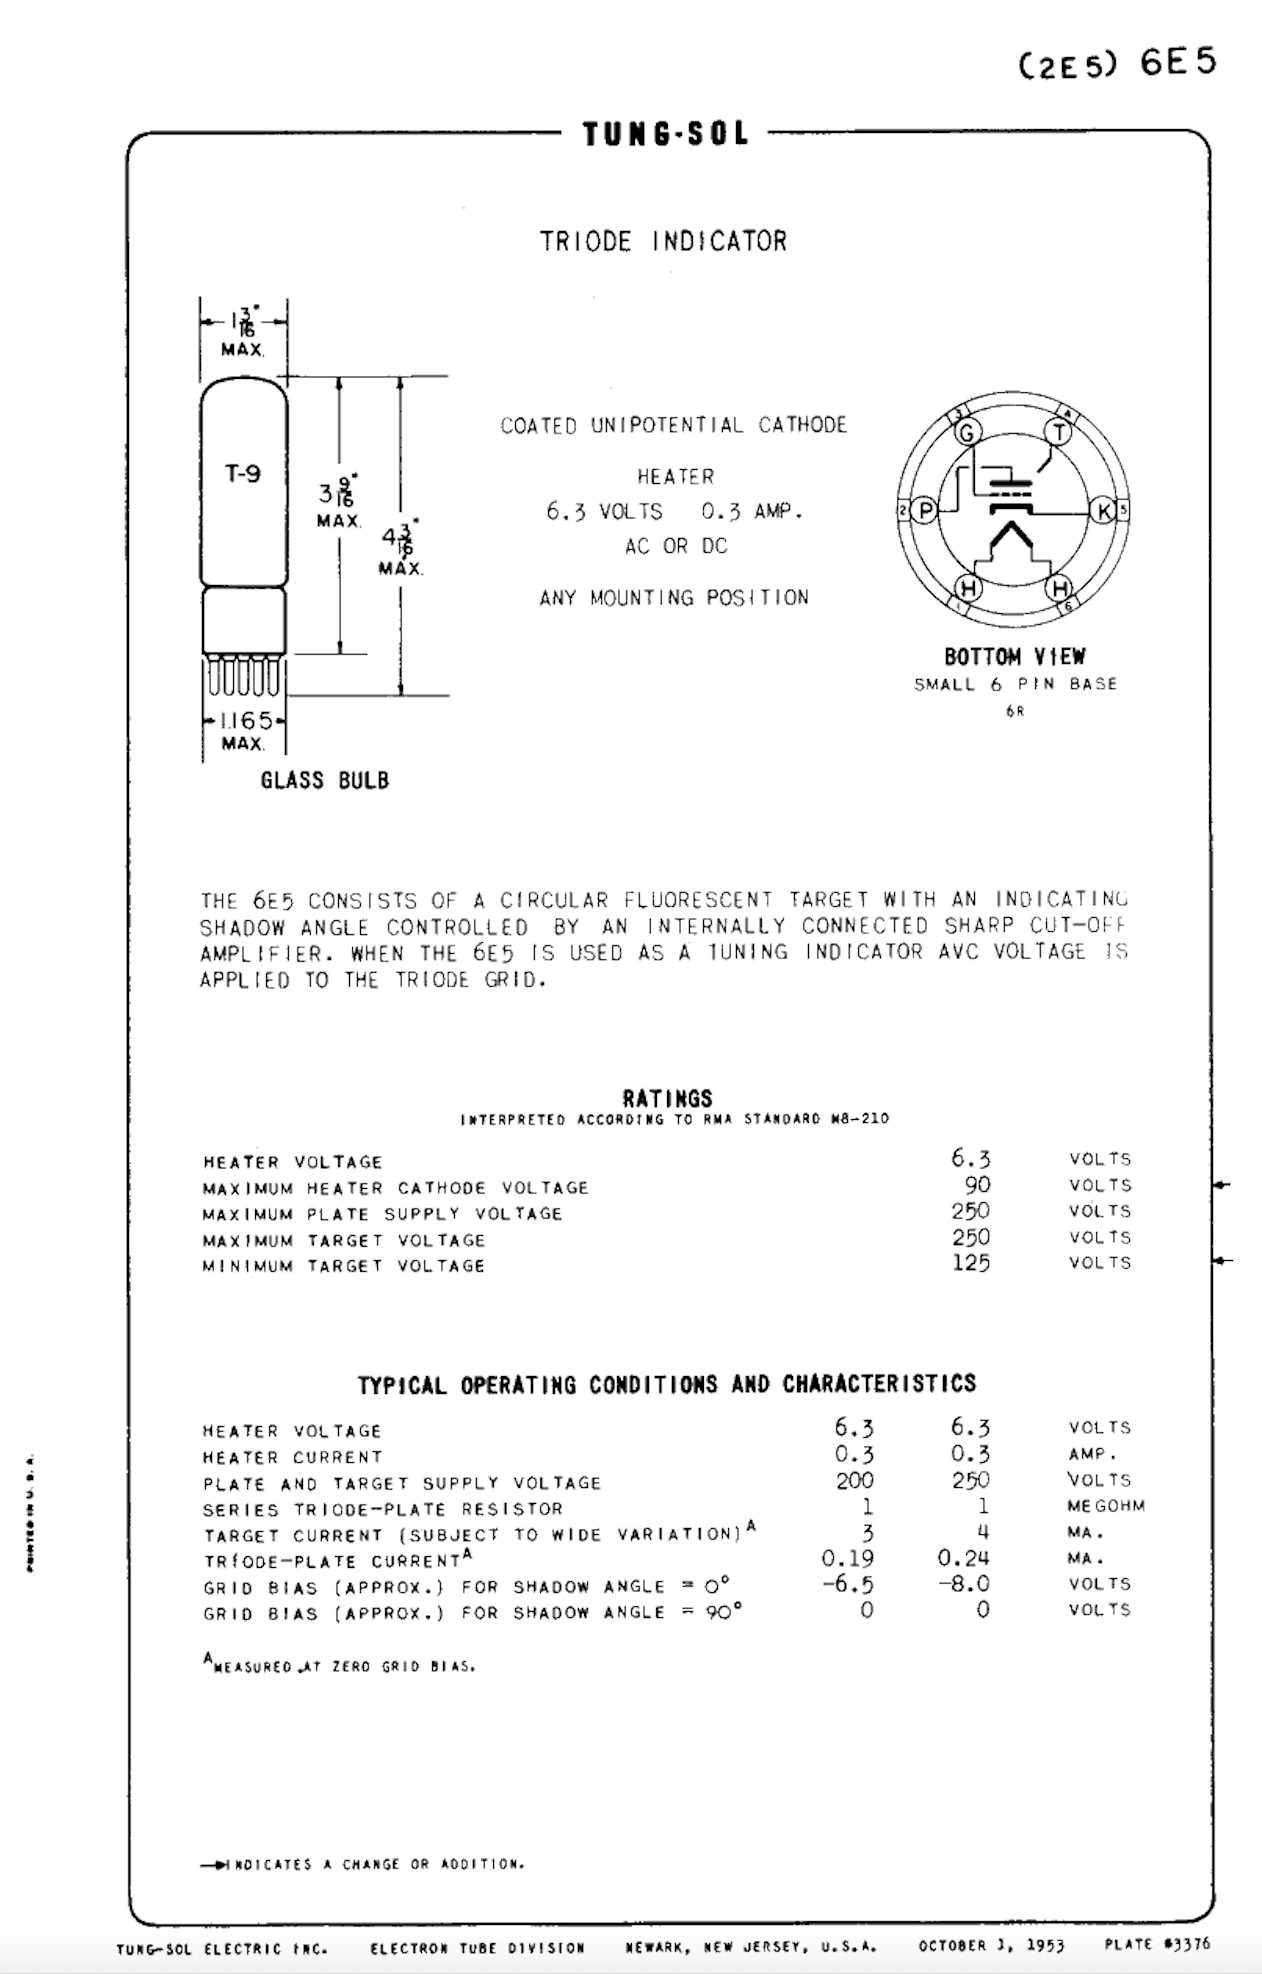 (2E5) 6E5
TUNG-SOL
TRIODE INDICATOR
1 3/16"
MAX.
T-9
3 9/16"
MAX.
4 3/16"
MAX.
1.165
MAX.
GLASS BULB
COATED UNIPOTENTIAL CATHODE
HEATER
6.3 VOLTS 0.3 AMP.
AC OR DC
ANY MOUNTING POSITION
3 4
G T
2 P K 5
H H
1 6
BOTTOM VIEW
SMALL 6 PIN BASE
6R
THE 6E5 CONSISTS OF A CIRCULAR FLUORESCENT TARGET WITH AN INDICATING
SHADOW ANGLE CONTROLLED BY AN INTERNALLY CONNECTED SHARP CUT-OFF
AMPLIFIER. WHEN THE 6E5 IS USED AS A TUNING INDICATOR AVC VOLTAGE IS
APPLIED TO THE TRIODE GRID.
RATINGS
INTERPRETED ACCORDING TO RMA STANDARD M8-210
HEATER VOLTAGE 6.3 VOLTS
MAXIMUM HEATER CATHODE VOLTAGE 90 VOLTS
MAXIMUM PLATE SUPPLY VOLTAGE 250 VOLTS
MAXIMUM TARGET VOLTAGE 250 VOLTS
MINIMUM TARGET VOLTAGE 125 VOLTS
TYPICAL OPERATING CONDITIONS AND CHARACTERISTICS
HEATER VOLTAGE 6.3 6.3 VOLTS
HEATER CURRENT 0.3 0.3 AMP.
PLATE AND TARGET SUPPLY VOLTAGE 200 250 VOLTS
SERIES TRIODE-PLATE RESISTOR 1 1 MEGOHM
TARGET CURRENT (SUBJECT TO WIDE VARIATION)ᴬ 3 4 MA.
TRIODE-PLATE CURRENTᴬ 0.19 0.24 MA.
GRID BIAS (APPROX.) FOR SHADOW ANGLE = 0° -6.5 -8.0 VOLTS
GRID BIAS (APPROX.) FOR SHADOW ANGLE = 90° 0 0 VOLTS
ᴬMEASURED AT ZERO GRID BIAS.
→INDICATES A CHANGE OR ADDITION.
PRINTED IN U. S. A.
TUNG-SOL ELECTRIC INC. ELECTRON TUBE DIVISION NEWARK, NEW JERSEY, U.S.A. OCTOBER 1, 1953 PLATE #3376